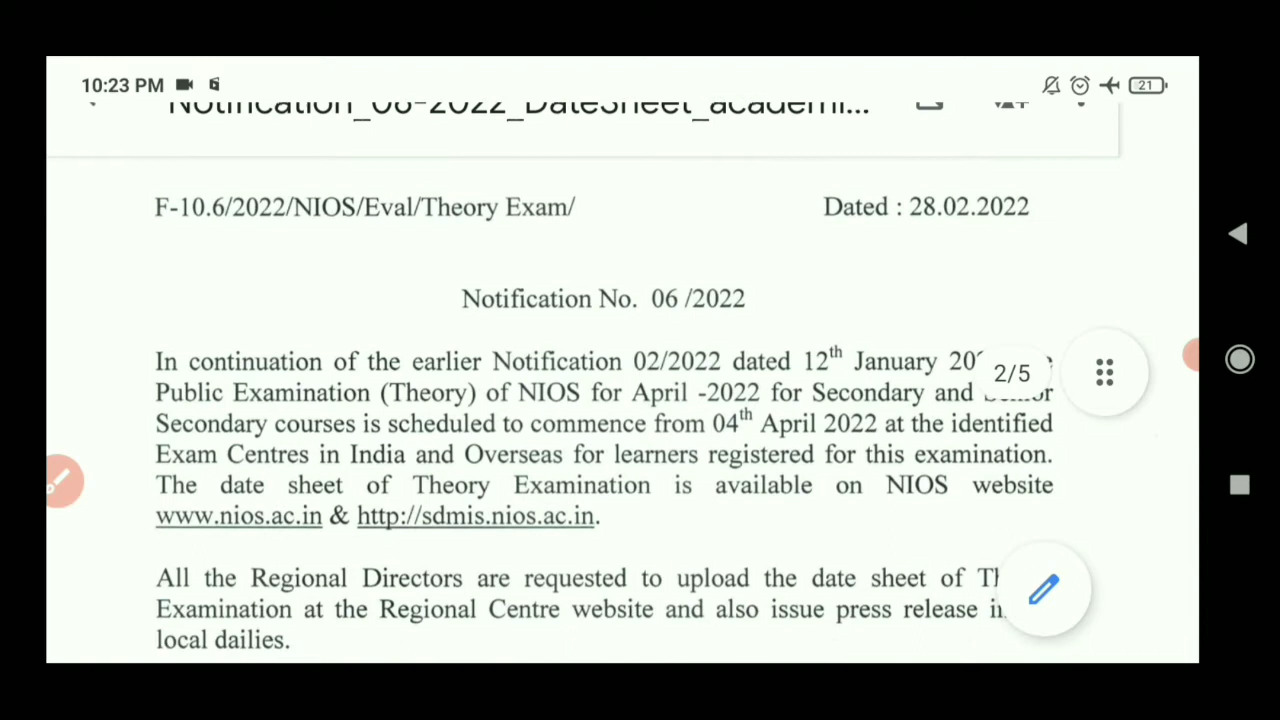 10:23 PM
21
Notification_06-2022_DateSheet_academi...
F-10.6/2022/NIOS/Eval/Theory Exam/ Dated : 28.02.2022
Notification No. 06 /2022
In continuation of the earlier Notification 02/2022 dated 12th January
2/5
Public Examination (Theory) of NIOS for April -2022 for Secondary and
Secondary courses is scheduled to commence from 04th April 2022 at the identified
Exam Centres in India and Overseas for learners registered for this examination.
The date sheet of Theory Examination is available on NIOS website
www.nios.ac.in & http://sdmis.nios.ac.in.
All the Regional Directors are requested to upload the date sheet of
Examination at the Regional Centre website and also issue press release
local dailies.